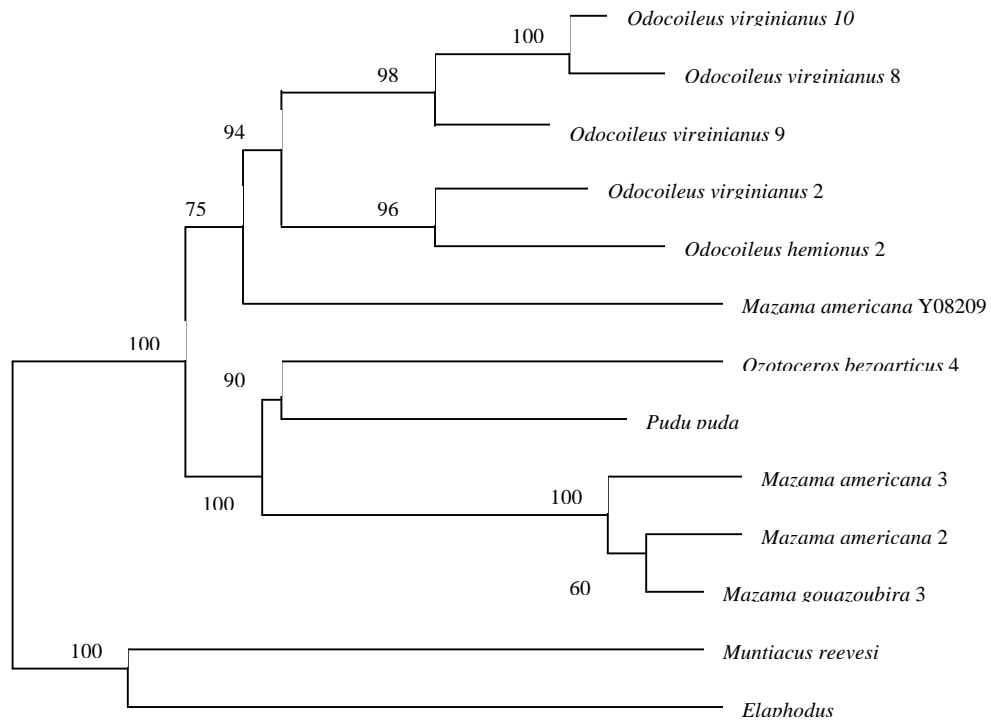 Odocoileus virginianus 10
100
Odocoileus virginianus 8
98
94
Odocoileus virginianus 9
Odocoileus virginianus 2
75
96
Odocoileus hemionus 2
Mazama americana Y08209
100
Ozotoceros bezoarticus 4
90
Pudu puda
Mazama americana 3
100
100
Mazama americana 2
60
Mazama gouazoubira 3
100
Muntiacus reevesi
Elaphodus